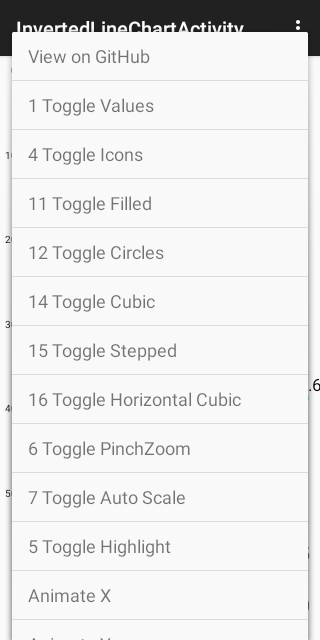 InvertedLineChartActivity
View on GitHub
1 Toggle Values
4 Toggle Icons
11 Toggle Filled
12 Toggle Circles
14 Toggle Cubic
15 Toggle Stepped
16 Toggle Horizontal Cubic
6 Toggle PinchZoom
7 Toggle Auto Scale
5 Toggle Highlight
Animate X